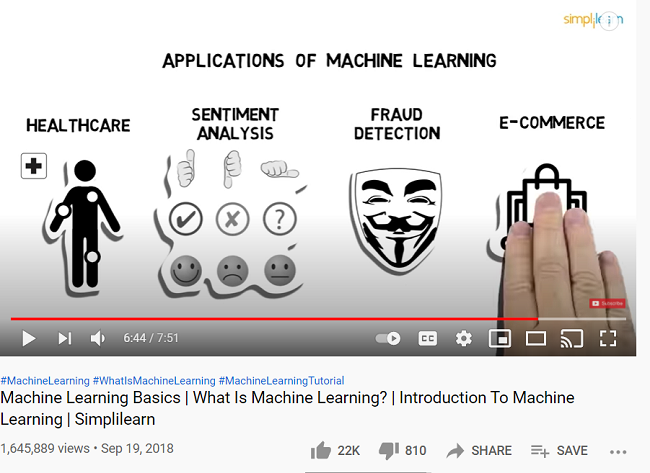 simplilearn
APPLICATIONS OF MACHINE LEARNING
HEALTHCARE
SENTIMENT
ANALYSIS
FRAUD
DETECTION
E-COMMERCE
Subscribe
6:44 / 7:51
CC
#MachineLearning #WhatIsMachineLearning #MachineLearningTutorial
Machine Learning Basics | What Is Machine Learning? | Introduction To Machine
Learning | Simplilearn
1,645,889 views • Sep 19, 2018
22K
810
SHARE
SAVE